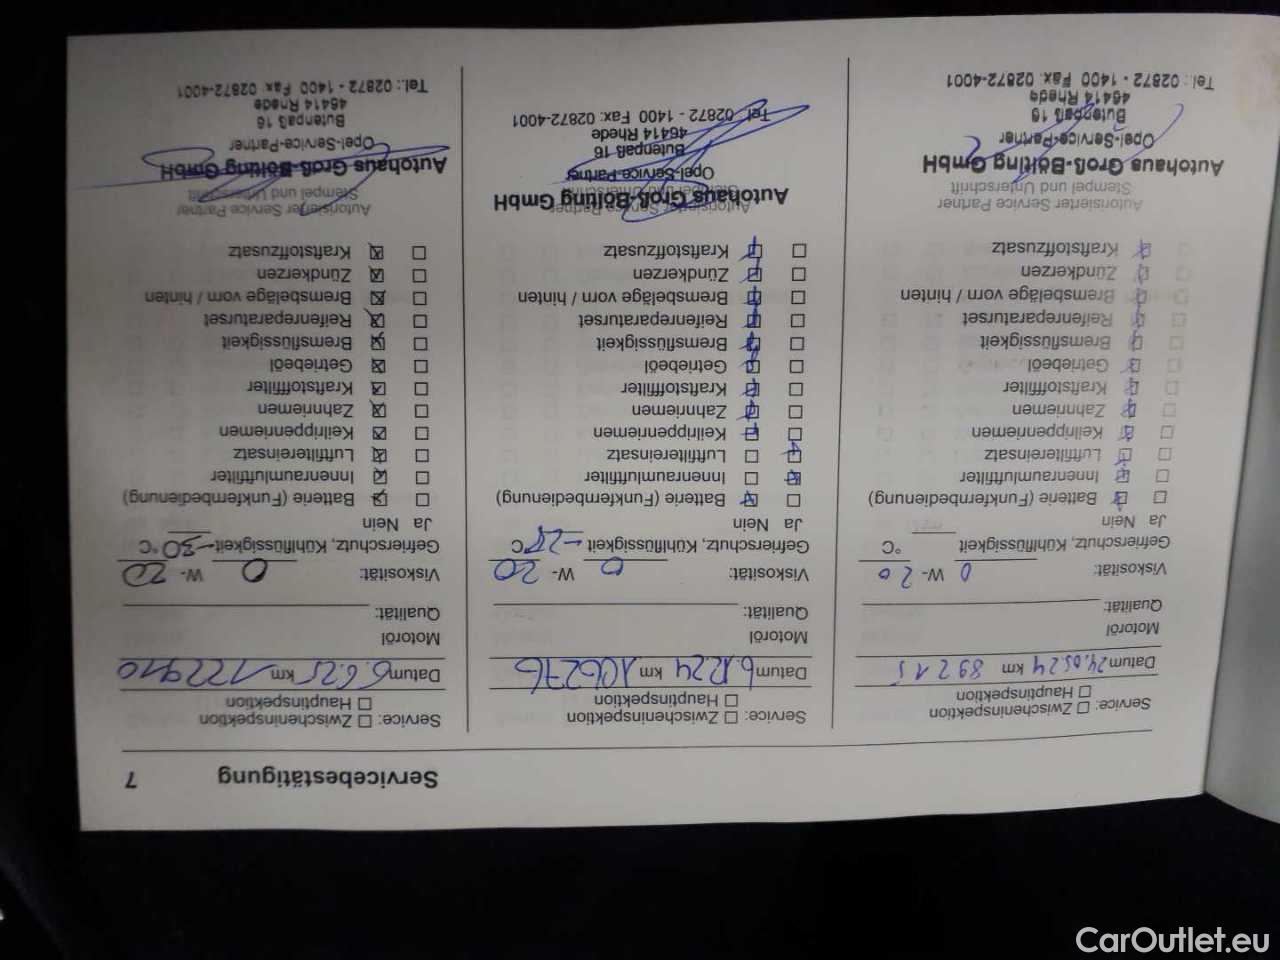 Servicebestätigung 7
Service: ☐ Zwischeninspektion
☐ Hauptinspektion
Datum 24.05.24 km 89215
Motoröl
Qualität:
Viskosität: 0 W- 20
Gefrierschutz, Kühlflüssigkeit °C
Ja Nein
Batterie (Funkfernbedienung)
Innenraumluftfilter
Luftfiltereinsatz
Keilrippenriemen
Zahnriemen
Kraftstofffilter
Getriebeöl
Bremsflüssigkeit
Reifenreparaturset
Bremsbeläge vorn / hinten
Zündkerzen
Kraftstoffzusatz
Autorisierter Service Partner
Stempel und Unterschrift
Autohaus Groß-Bölting GmbH
Opel-Service-Partner
Butenpaß 16
46414 Rhede
Tel.: 02872 - 1400 Fax: 02872-4001
Service: ☐ Zwischeninspektion
☐ Hauptinspektion
Datum 6.12.24 km 106276
Motoröl
Qualität:
Viskosität: 0 W- 20
Gefrierschutz, Kühlflüssigkeit C
Ja Nein
Batterie (Funkfernbedienung)
Innenraumluftfilter
Luftfiltereinsatz
Keilrippenriemen
Zahnriemen
Kraftstofffilter
Getriebeöl
Bremsflüssigkeit
Reifenreparaturset
Bremsbeläge vorn / hinten
Zündkerzen
Kraftstoffzusatz
Autorisierter Service Partner
Stempel und Unterschrift
Autohaus Groß-Bölting GmbH
Opel-Service-Partner
Butenpaß 16
46414 Rhede
Tel. 02872 - 1400 Fax: 02872-4001
Service: ☐ Zwischeninspektion
☐ Hauptinspektion
Datum 5.6.25 km 122910
Motoröl
Qualität:
Viskosität: 0 W- 20
Gefrierschutz, Kühlflüssigkeit -30 °C
Ja Nein
Batterie (Funkfernbedienung)
Innenraumluftfilter
Luftfiltereinsatz
Keilrippenriemen
Zahnriemen
Kraftstofffilter
Getriebeöl
Bremsflüssigkeit
Reifenreparaturset
Bremsbeläge vorn / hinten
Zündkerzen
Kraftstoffzusatz
Autorisierter Service Partner
Stempel und Unterschrift
Autohaus Groß-Bölting GmbH
Opel-Service-Partner
Butenpaß 16
46414 Rhede
Tel.: 02872 - 1400 Fax: 02872-4001
CarOutlet.eu